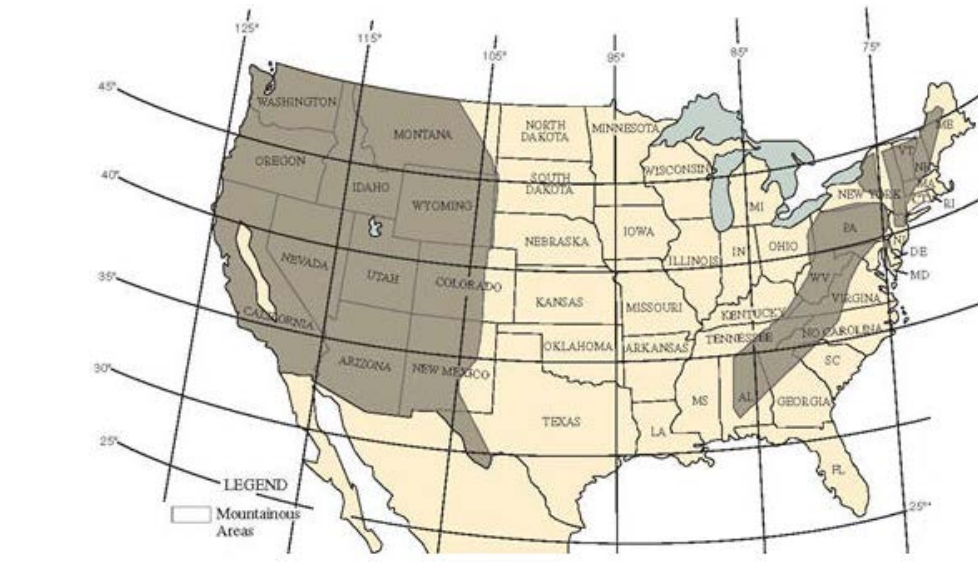 125°
115°
105°
95°
85°
75°
45°
WASHINGTON
MONTANA
NORTH
DAKOTA
MINNESOTA
ME
OREGON
IDAHO
SOUTH
DAKOTA
WISCONSIN
VT
NH
40°
WYOMING
MI
NEW YORK
MA
CT
RI
NEBRASKA
IOWA
PA
NEVADA
UTAH
COLORADO
ILLINOIS
IN
OHIO
NJ
DE
MD
35°
WV
VIRGINIA
KANSAS
MISSOURI
KENTUCKY
CALIFORNIA
TENNESSEE
NO CAROLINA
OKLAHOMA
ARKANSAS
30°
ARIZONA
NEW MEXICO
SC
MS
AL
GEORGIA
TEXAS
LA
25°
FL
LEGEND
Mountainous
Areas
25°